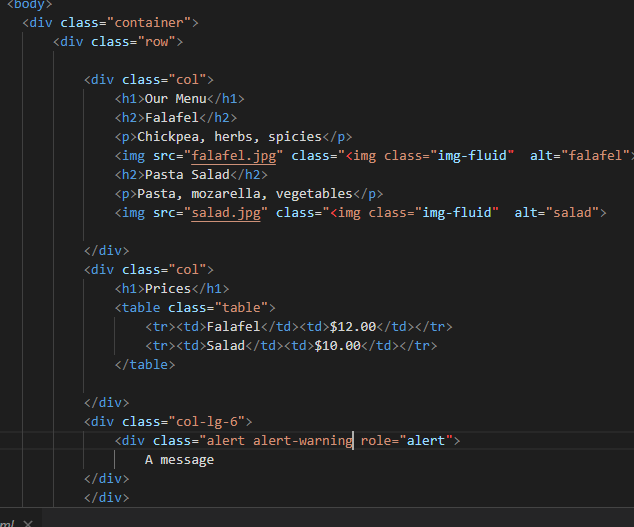 <body>
<div class="container">
<div class="row">
<div class="col">
<h1>Our Menu</h1>
<h2>Falafel</h2>
<p>Chickpea, herbs, spicies</p>
<img src="falafel.jpg" class="<img class="img-fluid"  alt="falafel">
<h2>Pasta Salad</h2>
<p>Pasta, mozarella, vegetables</p>
<img src="salad.jpg" class="<img class="img-fluid"  alt="salad">
</div>
<div class="col">
<h1>Prices</h1>
<table class="table">
<tr><td>Falafel</td><td>$12.00</td></tr>
<tr><td>Salad</td><td>$10.00</td></tr>
</table>
</div>
<div class="col-lg-6">
<div class="alert alert-warning role="alert">
A message
</div>
</div>